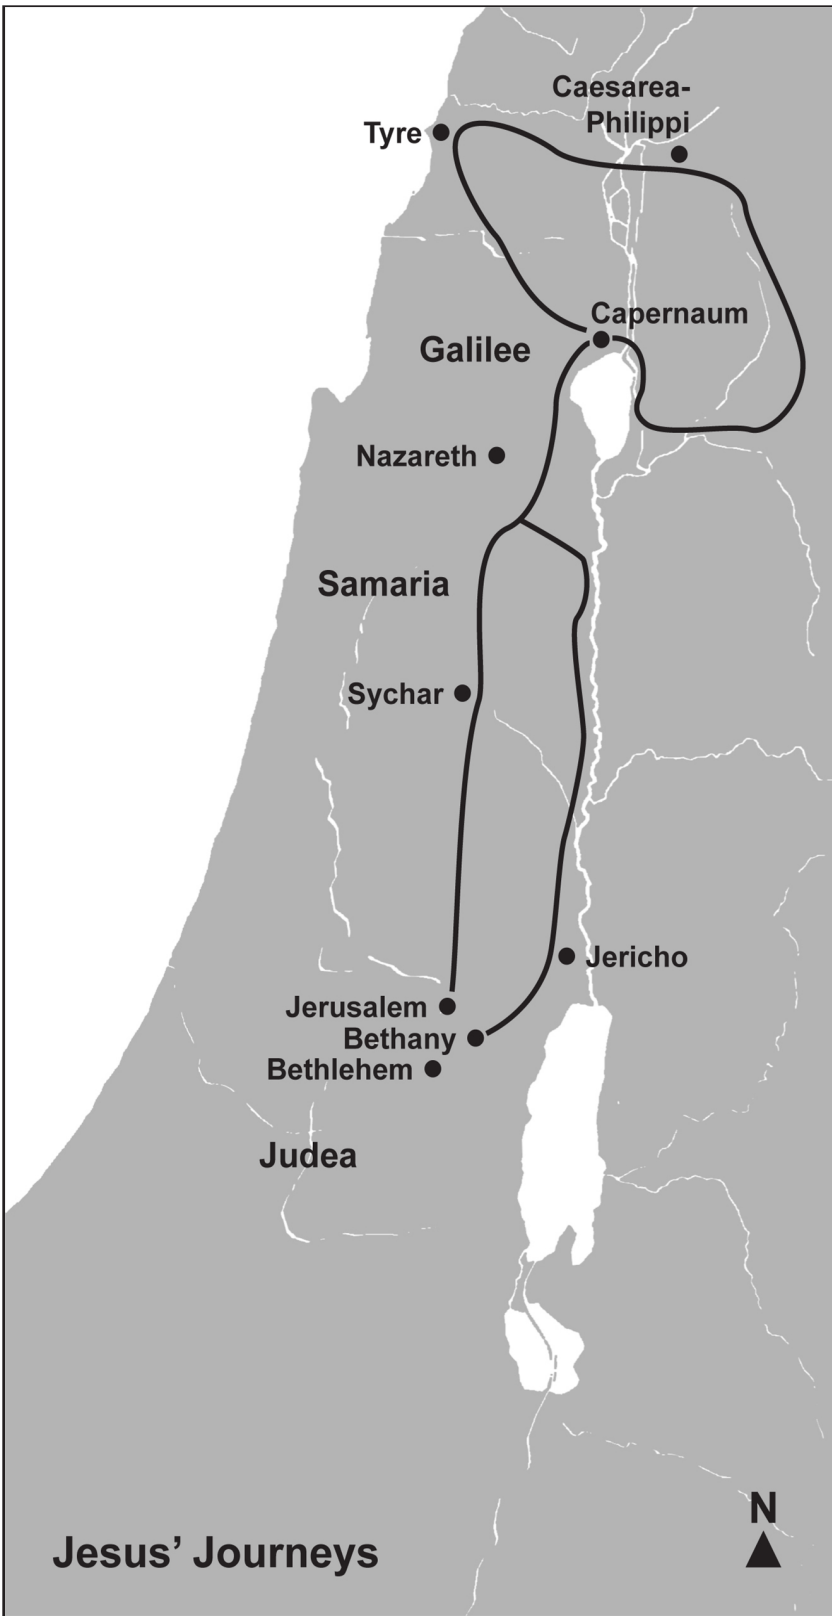 Caesarea-
Philippi
Tyre
Capernaum
Galilee
Nazareth
Samaria
Sychar
Jericho
Jerusalem
Bethany
Bethlehem
Judea
N
Jesus’ Journeys